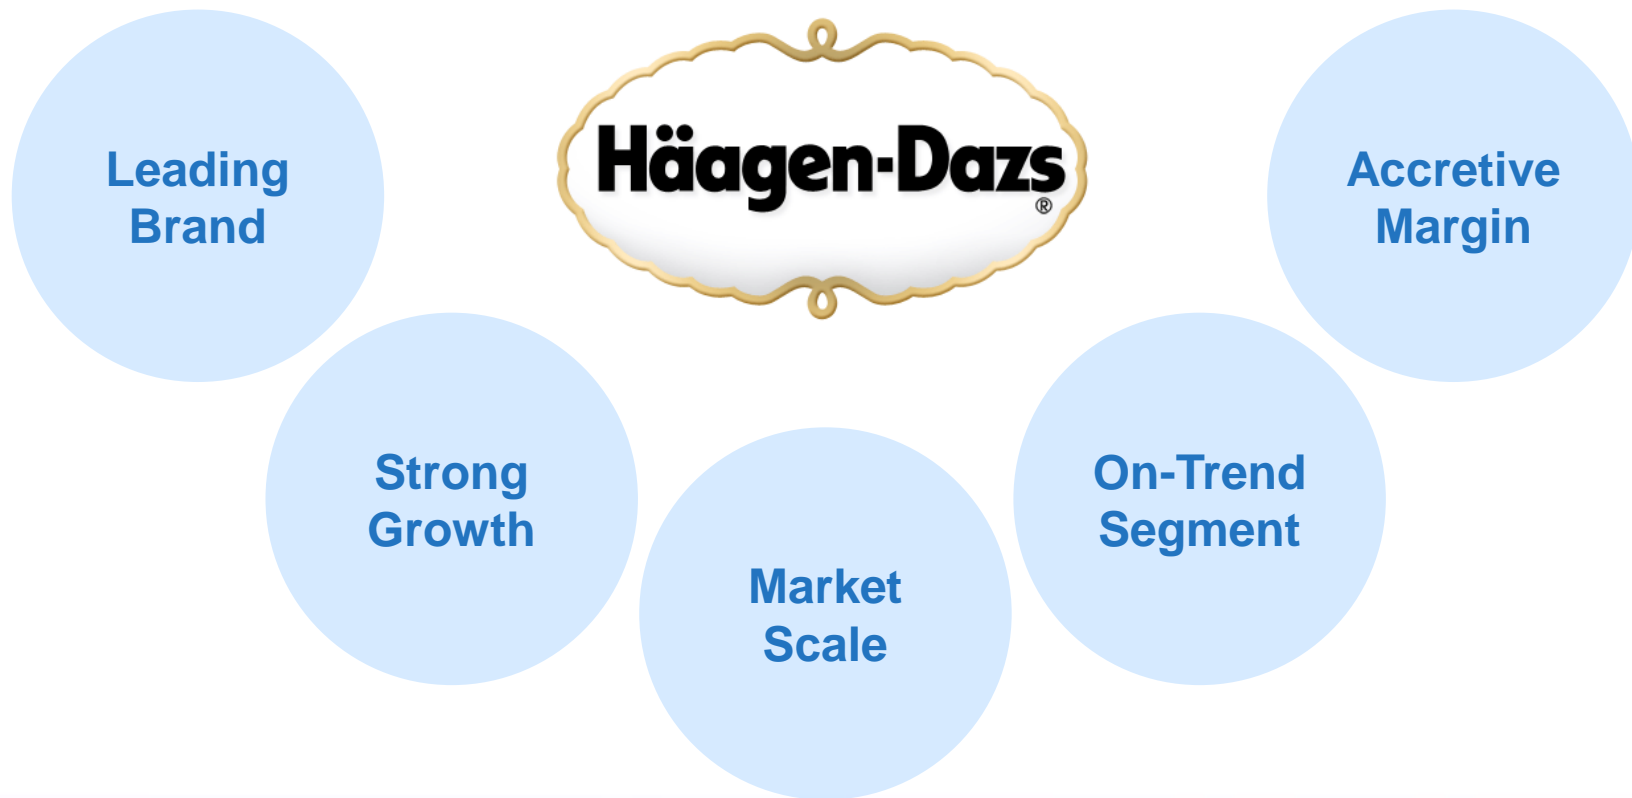 Häagen-Dazs
®
Leading
Brand
Strong
Growth
Market
Scale
On-Trend
Segment
Accretive
Margin